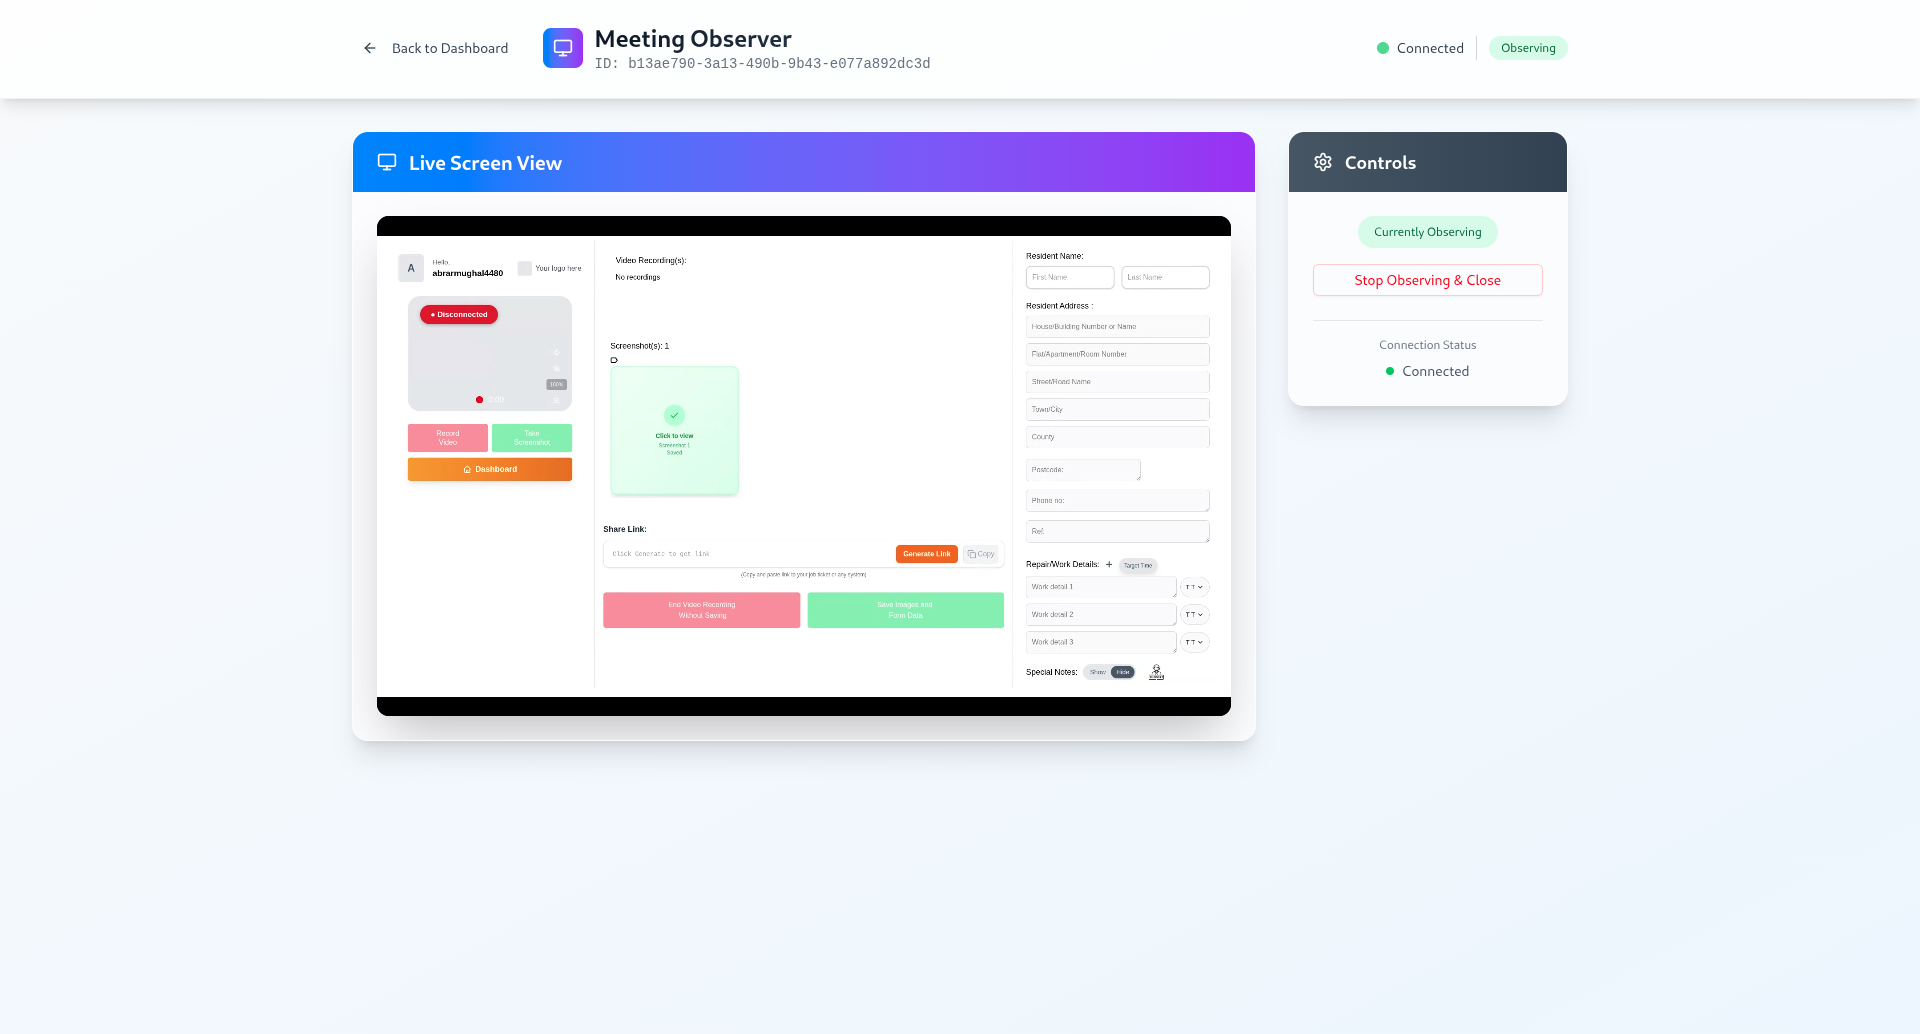 Back to Dashboard
Meeting Observer
ID: b13ae790-3a13-490b-9b43-e077a892dc3d
Connected
Observing
Live Screen View
A
Hello,
abrarmughal4480
Your logo here
Disconnected
100%
0:00
Record
Video
Take
Screenshot
Dashboard
Video Recording(s):
No recordings
Screenshot(s): 1
Click to view
Screenshot 1
Saved
Share Link:
Click Generate to get link
Generate Link
Copy
(Copy and paste link to your job ticket or any system)
End Video Recording
Without Saving
Save Images and
Form Data
Resident Name:
First Name
Last Name
Resident Address :
House/Building Number or Name
Flat/Apartment/Room Number
Street/Road Name
Town/City
County
Postcode:
Phone no:
Ref:
Repair/Work Details: +
Target Time
Work detail 1
T T
Work detail 2
T T
Work detail 3
T T
Special Notes:
Show
Hide
Controls
Currently Observing
Stop Observing & Close
Connection Status
Connected